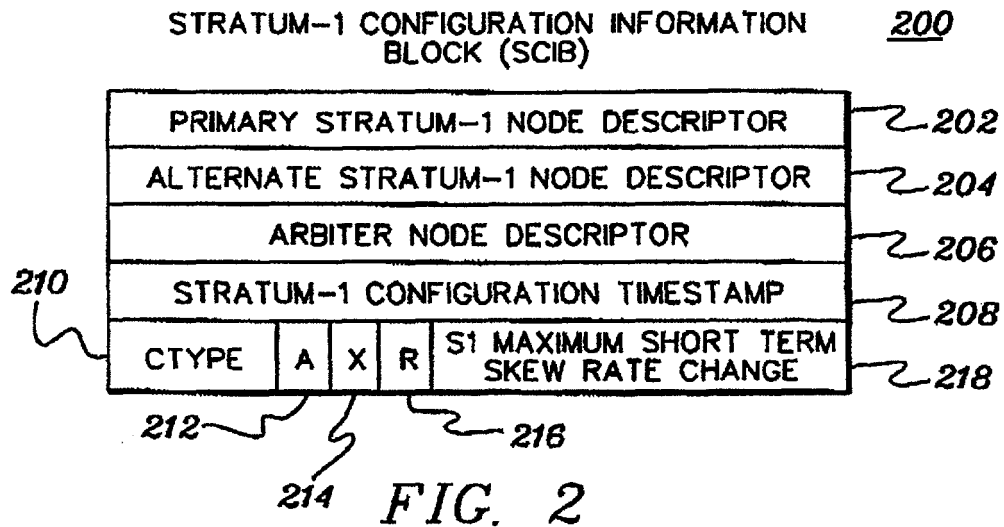 STRATUM-1 CONFIGURATION INFORMATION
BLOCK (SCIB)
200
PRIMARY STRATUM-1 NODE DESCRIPTOR
202
ALTERNATE STRATUM-1 NODE DESCRIPTOR
204
ARBITER NODE DESCRIPTOR
206
210
STRATUM-1 CONFIGURATION TIMESTAMP
208
CTYPE
A
X
R
S1 MAXIMUM SHORT TERM
SKEW RATE CHANGE
218
212
214
216
FIG. 2